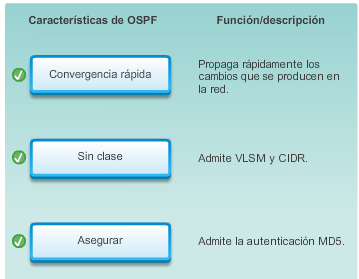 Características de OSPF
Función/descripción
Convergencia rápida
Propaga rápidamente los
cambios que se producen en
la red.
Sin clase
Admite VLSM y CIDR.
Asegurar
Admite la autenticación MD5.